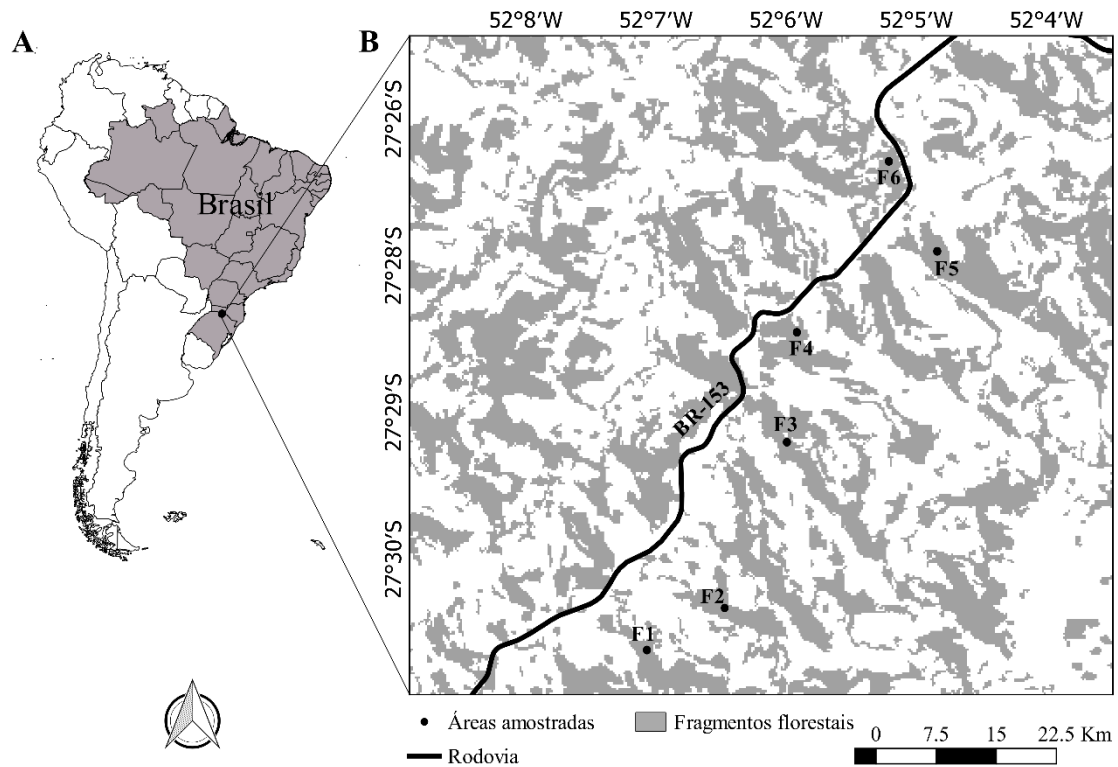 A
B
52°8'W 52°7'W 52°6'W 52°5'W 52°4'W
27°26'S
27°28'S
27°29'S
27°30'S
Brasil
F6
F5
F4
BR-153
F3
F2
F1
Áreas amostradas
Fragmentos florestais
Rodovia
0 7.5 15 22.5 Km